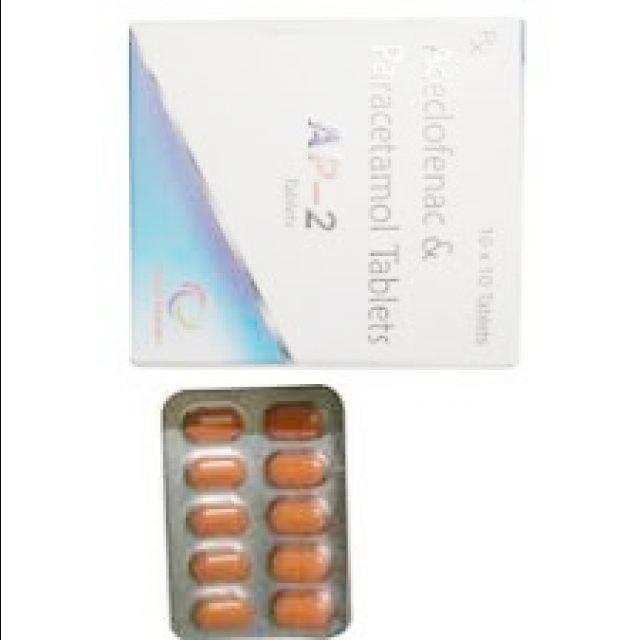 Rx
10 x 10 Tablets
Aceclofenac &
Paracetamol Tablets
AP-2
Tablets